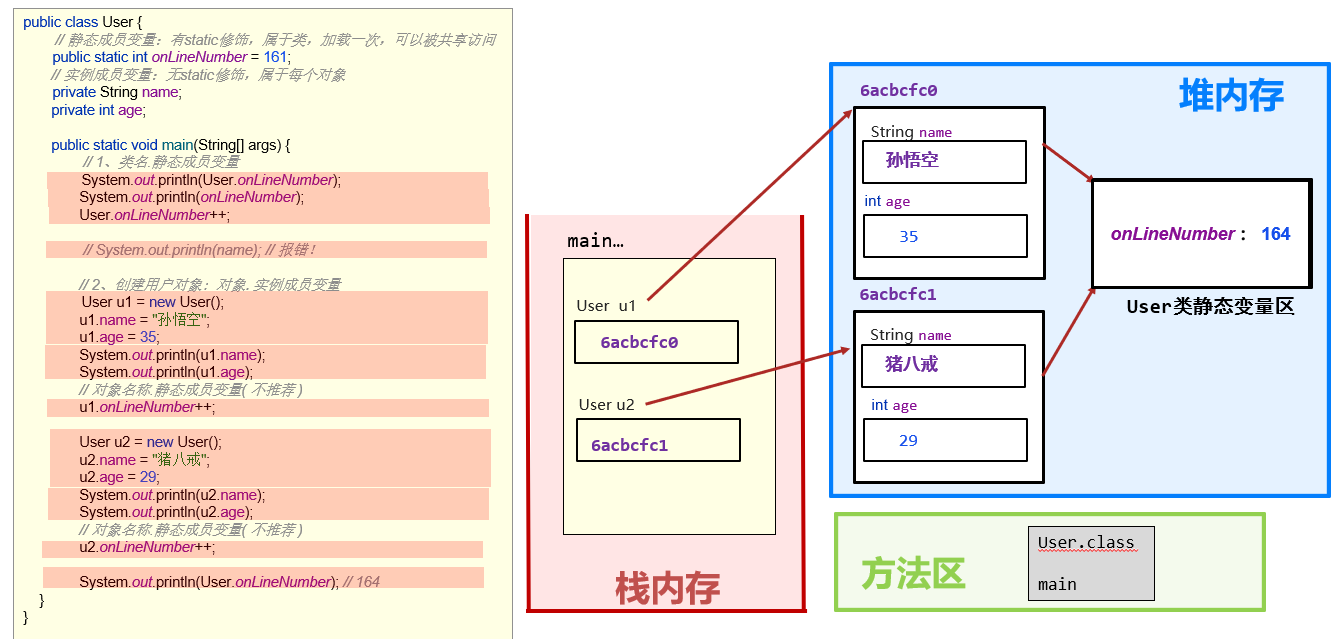 public class User {
// 静态成员变量：有static修饰，属于类，加载一次，可以被共享访问
public static int onLineNumber = 161;
// 实例成员变量：无static修饰，属于每个对象
private String name;
private int age;
public static void main(String[] args) {
// 1、类名.静态成员变量
System.out.println(User.onLineNumber);
System.out.println(onLineNumber);
User.onLineNumber++;
// System.out.println(name); // 报错！
// 2、创建用户对象：对象.实例成员变量
User u1 = new User();
u1.name = "孙悟空";
u1.age = 35;
System.out.println(u1.name);
System.out.println(u1.age);
// 对象名称.静态成员变量( 不推荐 )
u1.onLineNumber++;
User u2 = new User();
u2.name = "猪八戒";
u2.age = 29;
System.out.println(u2.name);
System.out.println(u2.age);
// 对象名称.静态成员变量( 不推荐 )
u2.onLineNumber++;
System.out.println(User.onLineNumber); // 164
}
}
main…
User u1
6acbcfc0
User u2
6acbcfc1
栈内存
堆内存
6acbcfc0
String name
孙悟空
int age
35
6acbcfc1
String name
猪八戒
int age
29
onLineNumber： 164
User类静态变量区
方法区
User.class
main